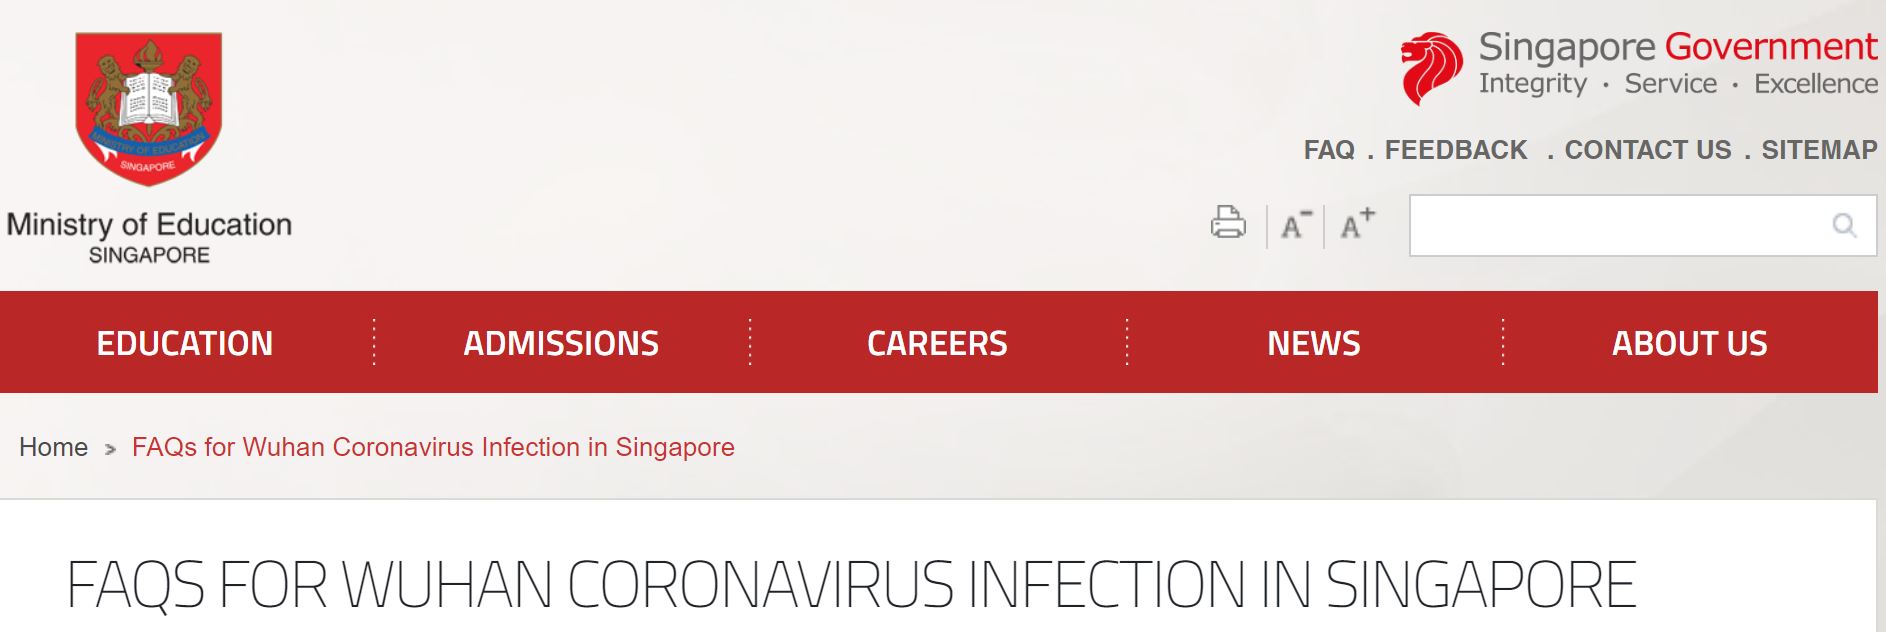 MINISTRY OF EDUCATION
SINGAPORE
Ministry of Education
SINGAPORE
Singapore Government
Integrity · Service · Excellence
FAQ . FEEDBACK . CONTACT US . SITEMAP
A- A+
EDUCATION ADMISSIONS CAREERS NEWS ABOUT US
Home > FAQs for Wuhan Coronavirus Infection in Singapore
FAQS FOR WUHAN CORONAVIRUS INFECTION IN SINGAPORE